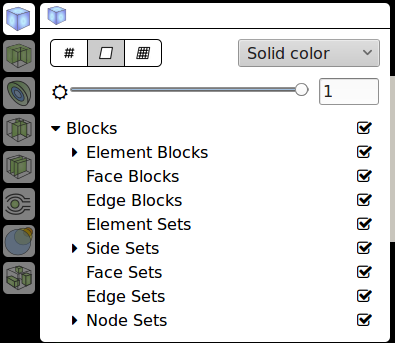 Solid color
1
Blocks
Element Blocks
Face Blocks
Edge Blocks
Element Sets
Side Sets
Face Sets
Edge Sets
Node Sets